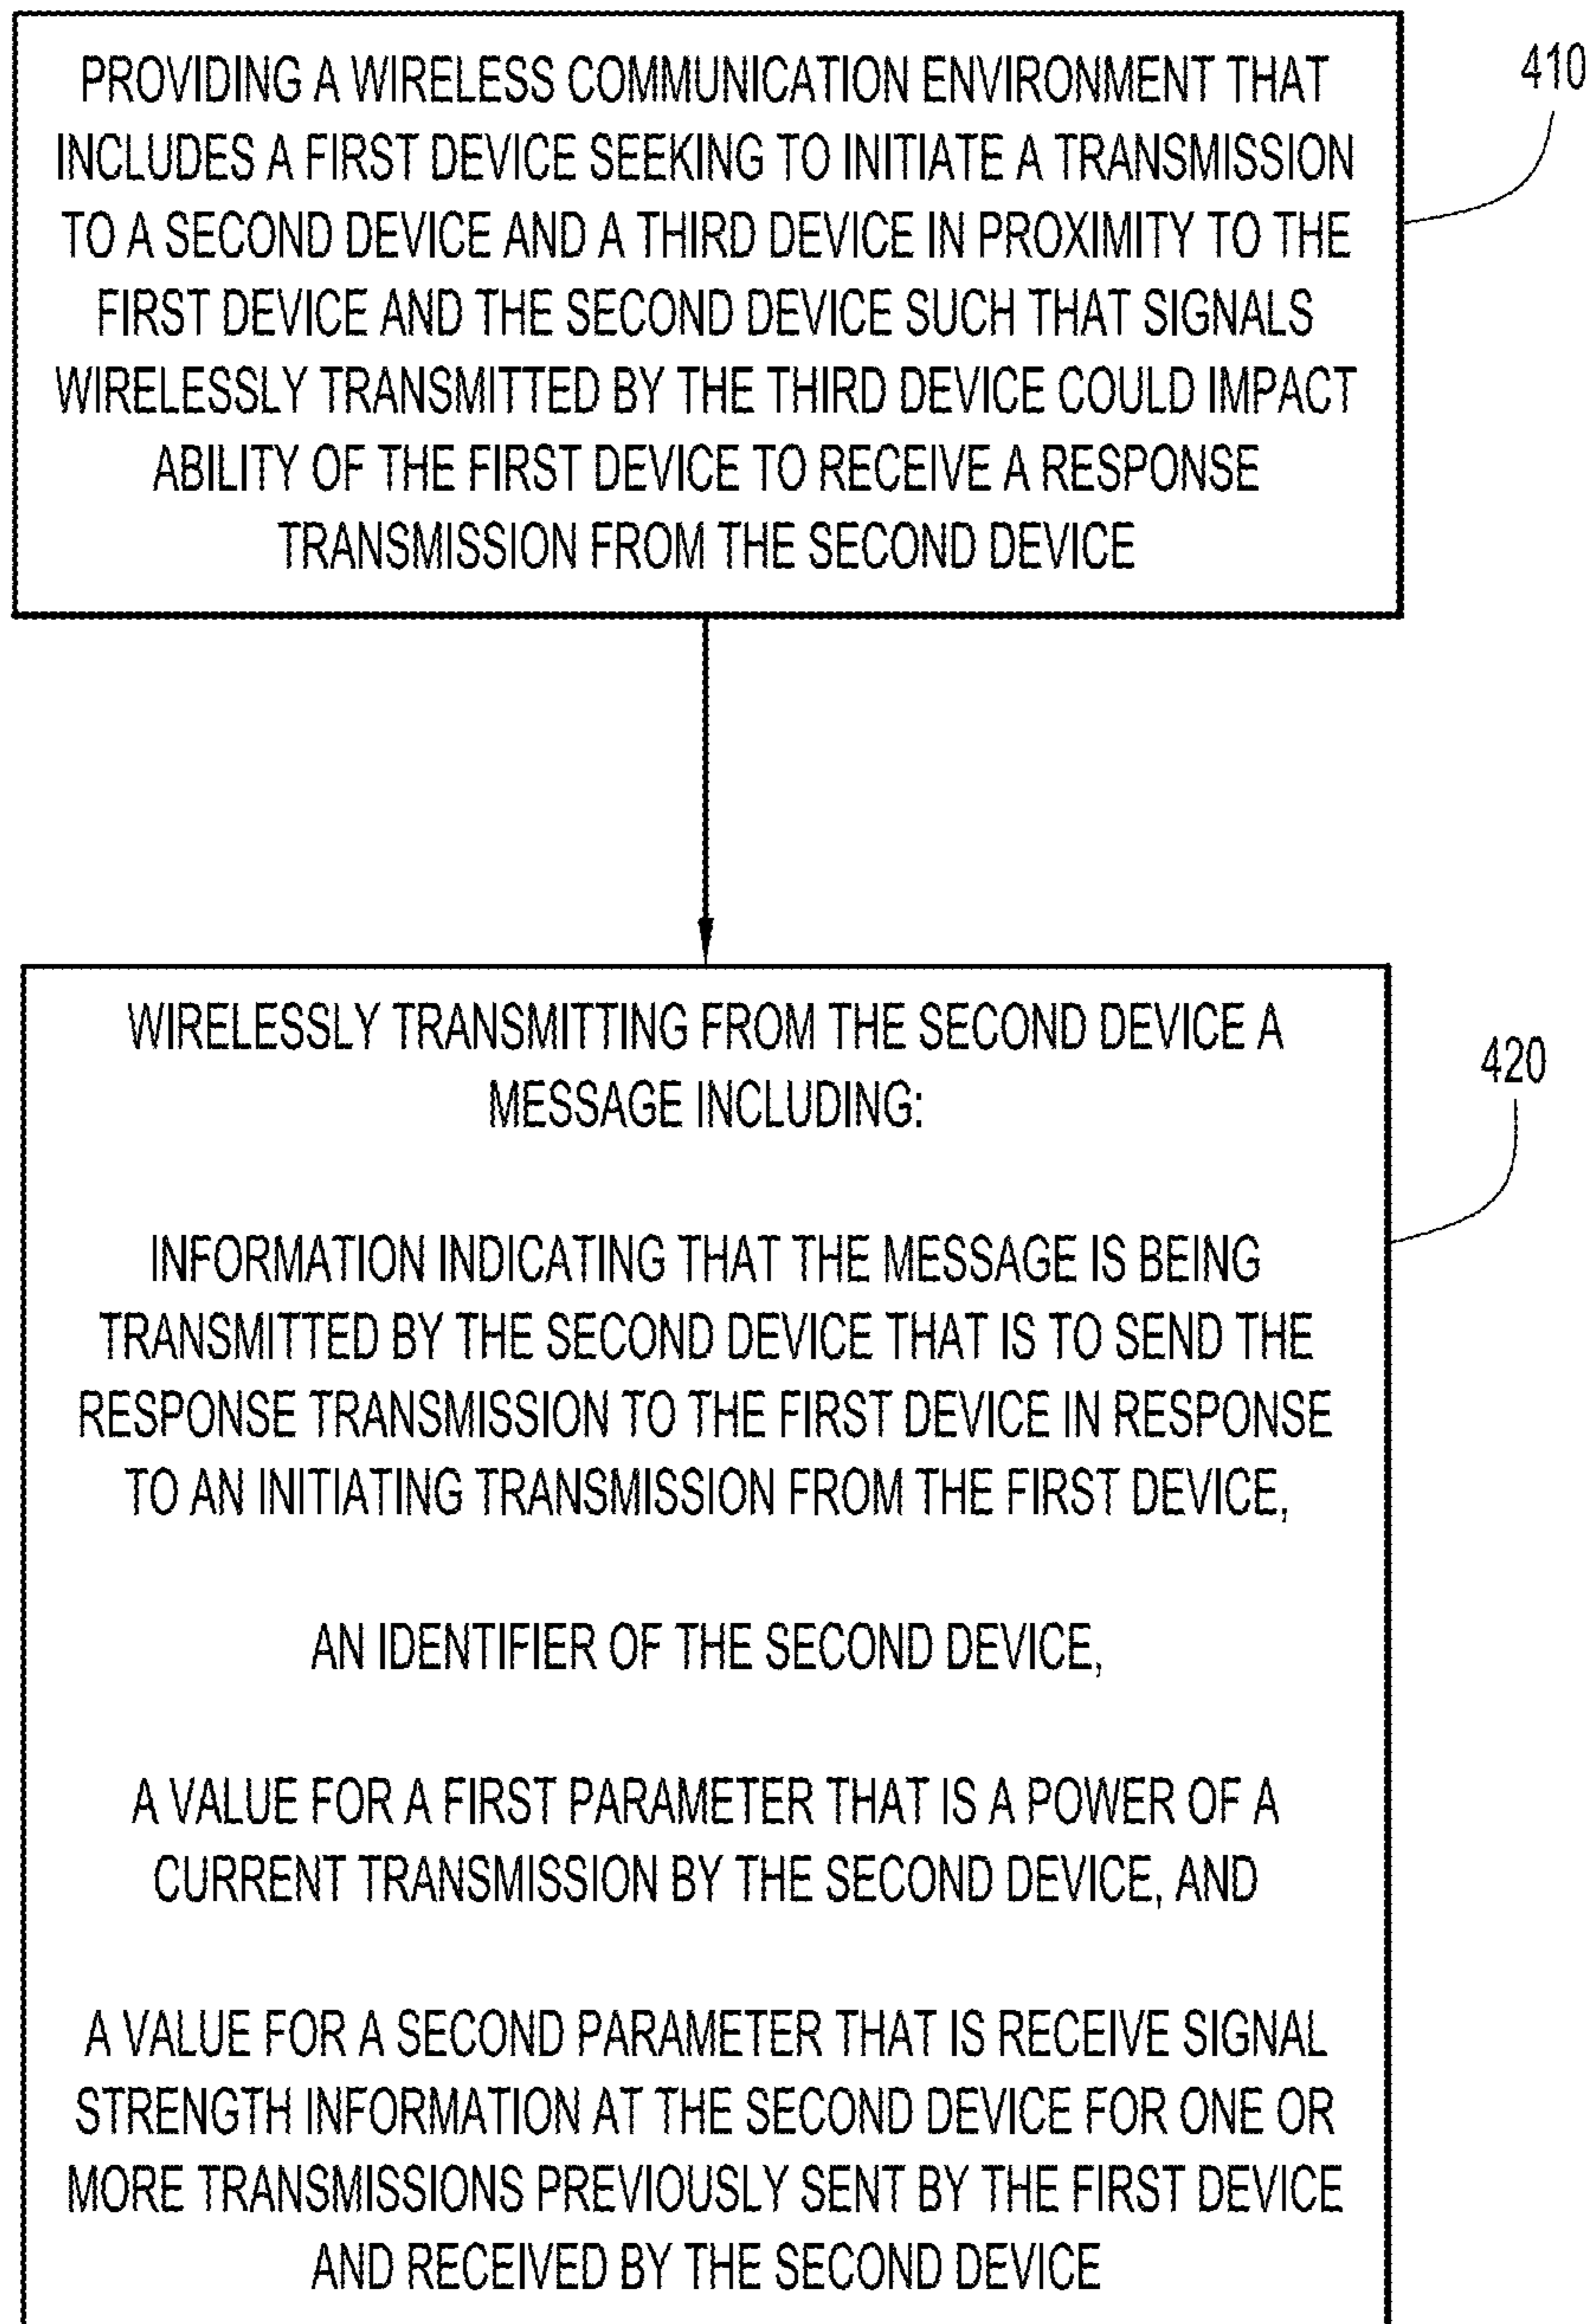 PROVIDING A WIRELESS COMMUNICATION ENVIRONMENT THAT
INCLUDES A FIRST DEVICE SEEKING TO INITIATE A TRANSMISSION
TO A SECOND DEVICE AND A THIRD DEVICE IN PROXIMITY TO THE
FIRST DEVICE AND THE SECOND DEVICE SUCH THAT SIGNALS
WIRELESSLY TRANSMITTED BY THE THIRD DEVICE COULD IMPACT
ABILITY OF THE FIRST DEVICE TO RECEIVE A RESPONSE
TRANSMISSION FROM THE SECOND DEVICE
410
WIRELESSLY TRANSMITTING FROM THE SECOND DEVICE A
MESSAGE INCLUDING:
420
INFORMATION INDICATING THAT THE MESSAGE IS BEING
TRANSMITTED BY THE SECOND DEVICE THAT IS TO SEND THE
RESPONSE TRANSMISSION TO THE FIRST DEVICE IN RESPONSE
TO AN INITIATING TRANSMISSION FROM THE FIRST DEVICE,
AN IDENTIFIER OF THE SECOND DEVICE,
A VALUE FOR A FIRST PARAMETER THAT IS A POWER OF A
CURRENT TRANSMISSION BY THE SECOND DEVICE, AND
A VALUE FOR A SECOND PARAMETER THAT IS RECEIVE SIGNAL
STRENGTH INFORMATION AT THE SECOND DEVICE FOR ONE OR
MORE TRANSMISSIONS PREVIOUSLY SENT BY THE FIRST DEVICE
AND RECEIVED BY THE SECOND DEVICE